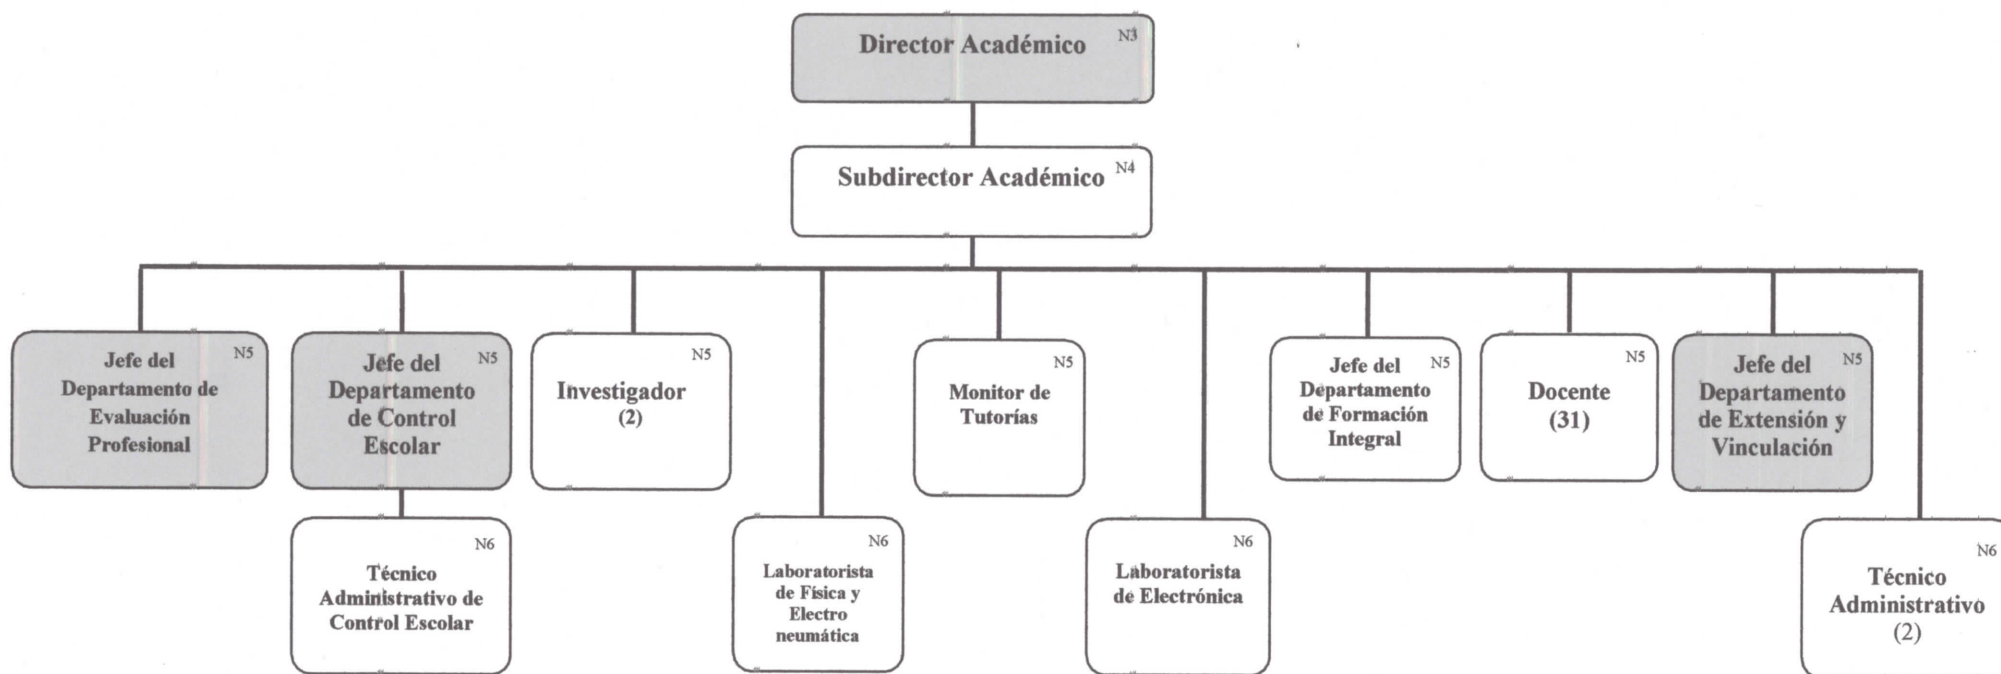 Director Académico N3
Subdirector Académico N4
N5
Jefe del
Departamento de
Evaluación
Profesional
Jefe del N5
Departamento
de Control
Escolar
N5
Investigador
(2)
N5
Monitor de
Tutorías
Jefe del N5
Departamento
de Formación
Integral
N5
Docente
(31)
Jefe del N5
Departamento
de Extensión y
Vinculación
N6
Técnico
Administrativo de
Control Escolar
N6
Laboratorista
de Física y
Electro
neumática
N6
Laboratorista
de Electrónica
N6
Técnico
Administrativo
(2)